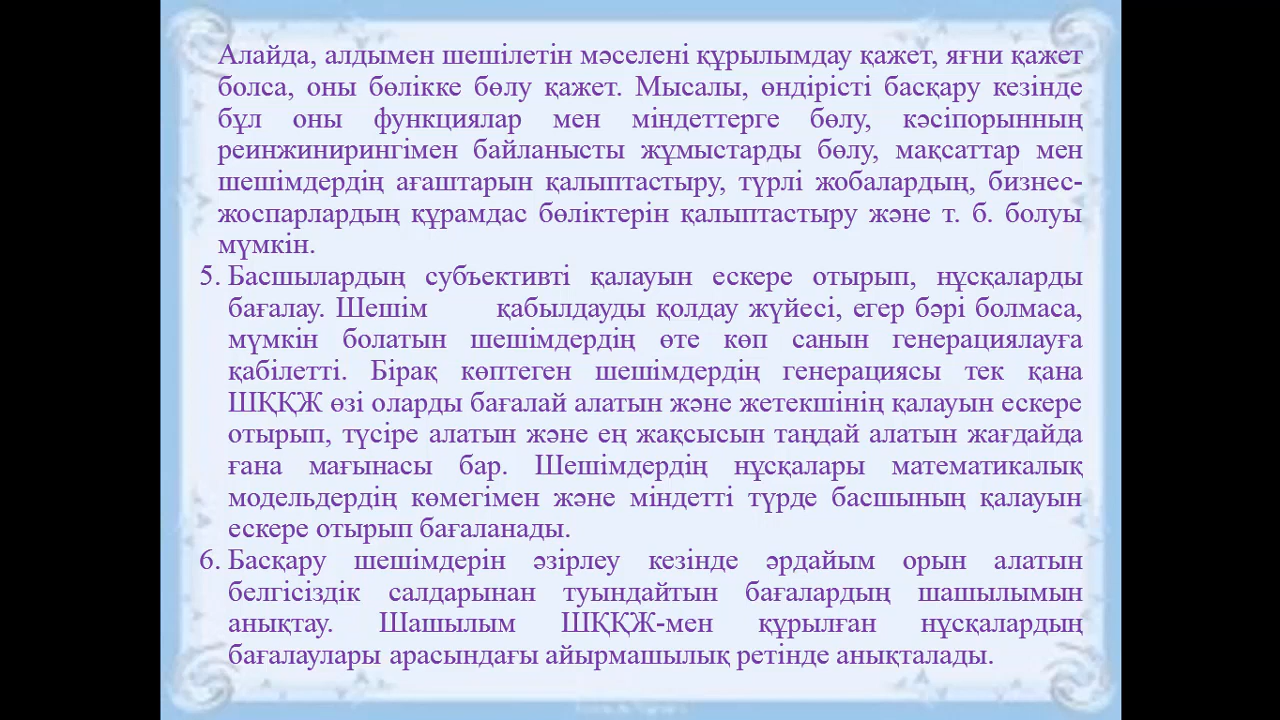 Алайда, алдымен шешілетін мәселені құрылымдау қажет, яғни қажет
болса, оны бөлікке бөлу қажет. Мысалы, өндірісті басқару кезінде
бұл оны функциялар мен міндеттерге бөлу, кәсіпорынның
реинжинирингімен байланысты жұмыстарды бөлу, мақсаттар мен
шешімдердің ағаштарын қалыптастыру, түрлі жобалардың, бизнес-
жоспарлардың құрамдас бөліктерін қалыптастыру және т. б. болуы
мүмкін.
5. Басшылардың субъективті қалауын ескере отырып, нұсқаларды
бағалау. Шешім қабылдауды қолдау жүйесі, егер бәрі болмаса,
мүмкін болатын шешімдердің өте көп санын генерациялауға
қабілетті. Бірақ көптеген шешімдердің генерациясы тек қана
ШҚҚЖ өзі оларды бағалай алатын және жетекшінің қалауын ескере
отырып, түсіре алатын және ең жақсысын таңдай алатын жағдайда
ғана мағынасы бар. Шешімдердің нұсқалары математикалық
модельдердің көмегімен және міндетті түрде басшының қалауын
ескере отырып бағаланады.
6. Басқару шешімдерін әзірлеу кезінде әрдайым орын алатын
белгісіздік салдарынан туындайтын бағалардың шашылымын
анықтау. Шашылым ШҚҚЖ-мен құрылған нұсқалардың
бағалаулары арасындағы айырмашылық ретінде анықталады.